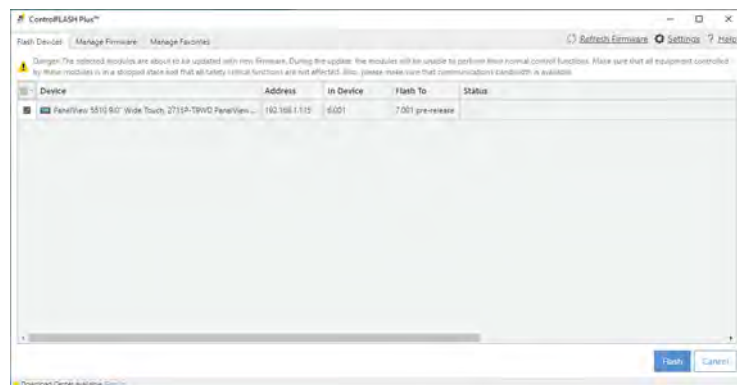 ControlFLASH Plus™
Flash Devices Manage Firmware Manage Favorites Refresh Firmware Settings ? Help
Danger: The selected modules are about to be updated with new firmware. During the update, the modules will be unable to perform their normal control functions. Make sure that all equipment controlled
by these modules is in a stopped state and that all safety critical functions are not affected. Also, please make sure that communications bandwidth is available.
Device Address In Device Flash To Status
PanelView 5510 9.0" Wide Touch, 2715P-T9WD PanelView... 192.168.1.115 6.001 7.001 pre-release
Flash Cancel
Download Center available